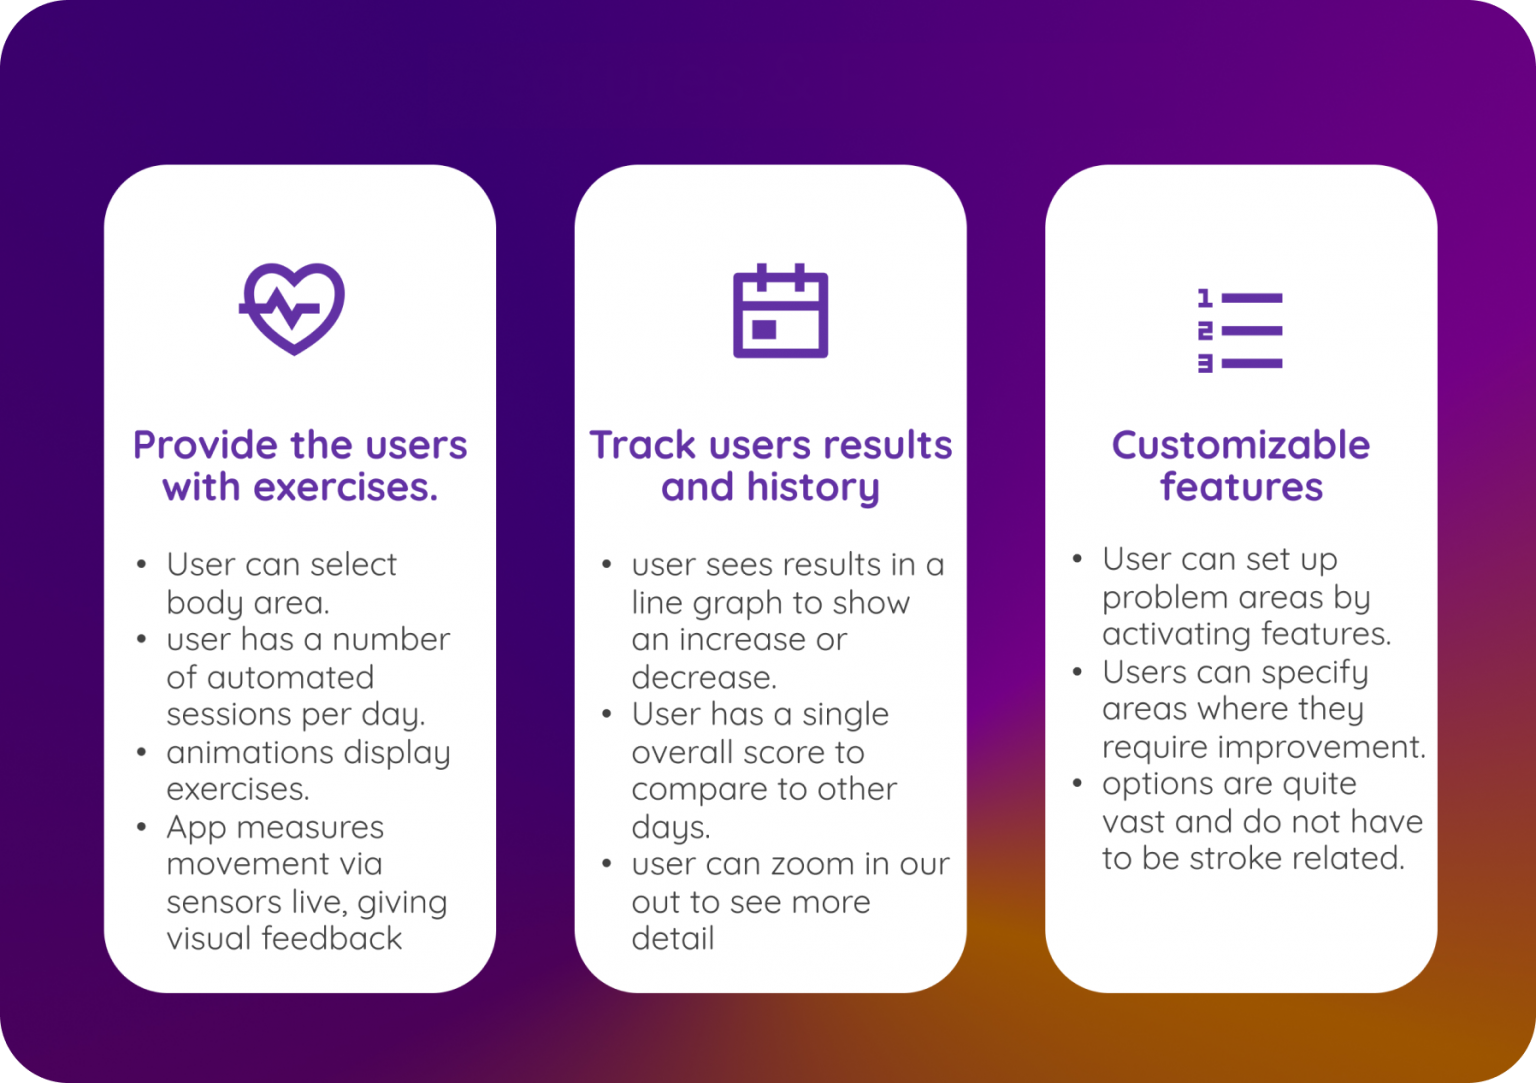 Provide the users
with exercises.
• User can select
body area.
• user has a number
of automated
sessions per day.
• animations display
exercises.
• App measures
movement via
sensors live, giving
visual feedback
Track users results
and history
• user sees results in a
line graph to show
an increase or
decrease.
• User has a single
overall score to
compare to other
days.
• user can zoom in our
out to see more
detail
1
2
3
Customizable
features
• User can set up
problem areas by
activating features.
• Users can specify
areas where they
require improvement.
• options are quite
vast and do not have
to be stroke related.